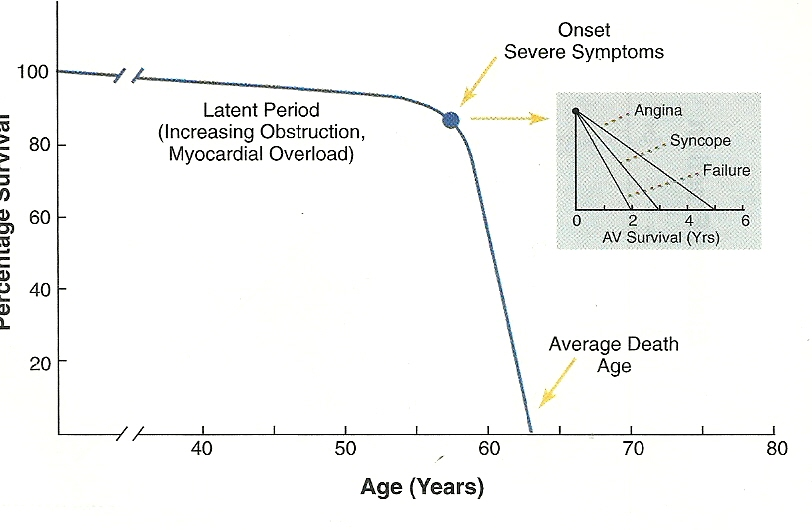 Onset
Severe Symptoms
100
80
60
40
20
Percentage Survival
Latent Period
(Increasing Obstruction,
Myocardial Overload)
Angina
Syncope
Failure
0 2 4 6
AV Survival (Yrs)
Average Death
Age
40 50 60 70 80
Age (Years)